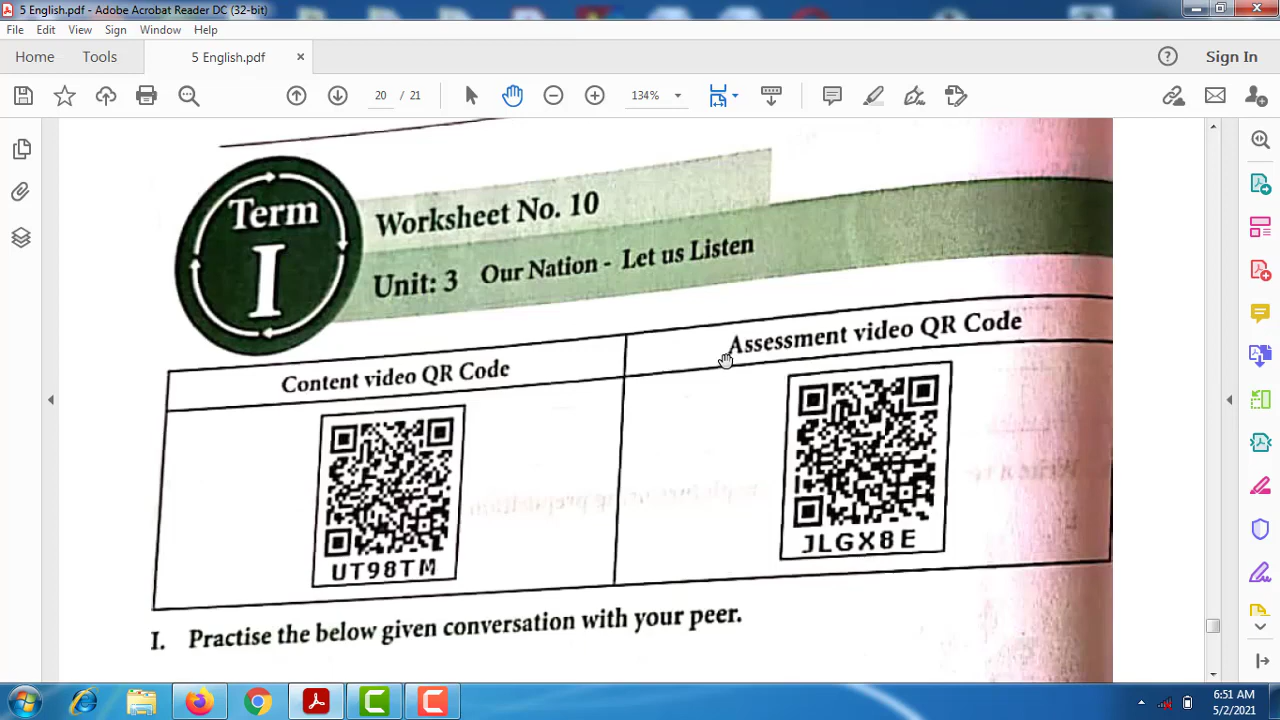 5 English.pdf - Adobe Acrobat Reader DC (32-bit)
File Edit View Sign Window Help
Home Tools 5 English.pdf × Sign In
20 / 21 134%
Term
I
Worksheet No. 10
Unit: 3 Our Nation - Let us Listen
Content video QR Code
Assessment video QR Code
UT98TM
JLGX8E
I. Practise the below given conversation with your peer.
6:51 AM
5/2/2021